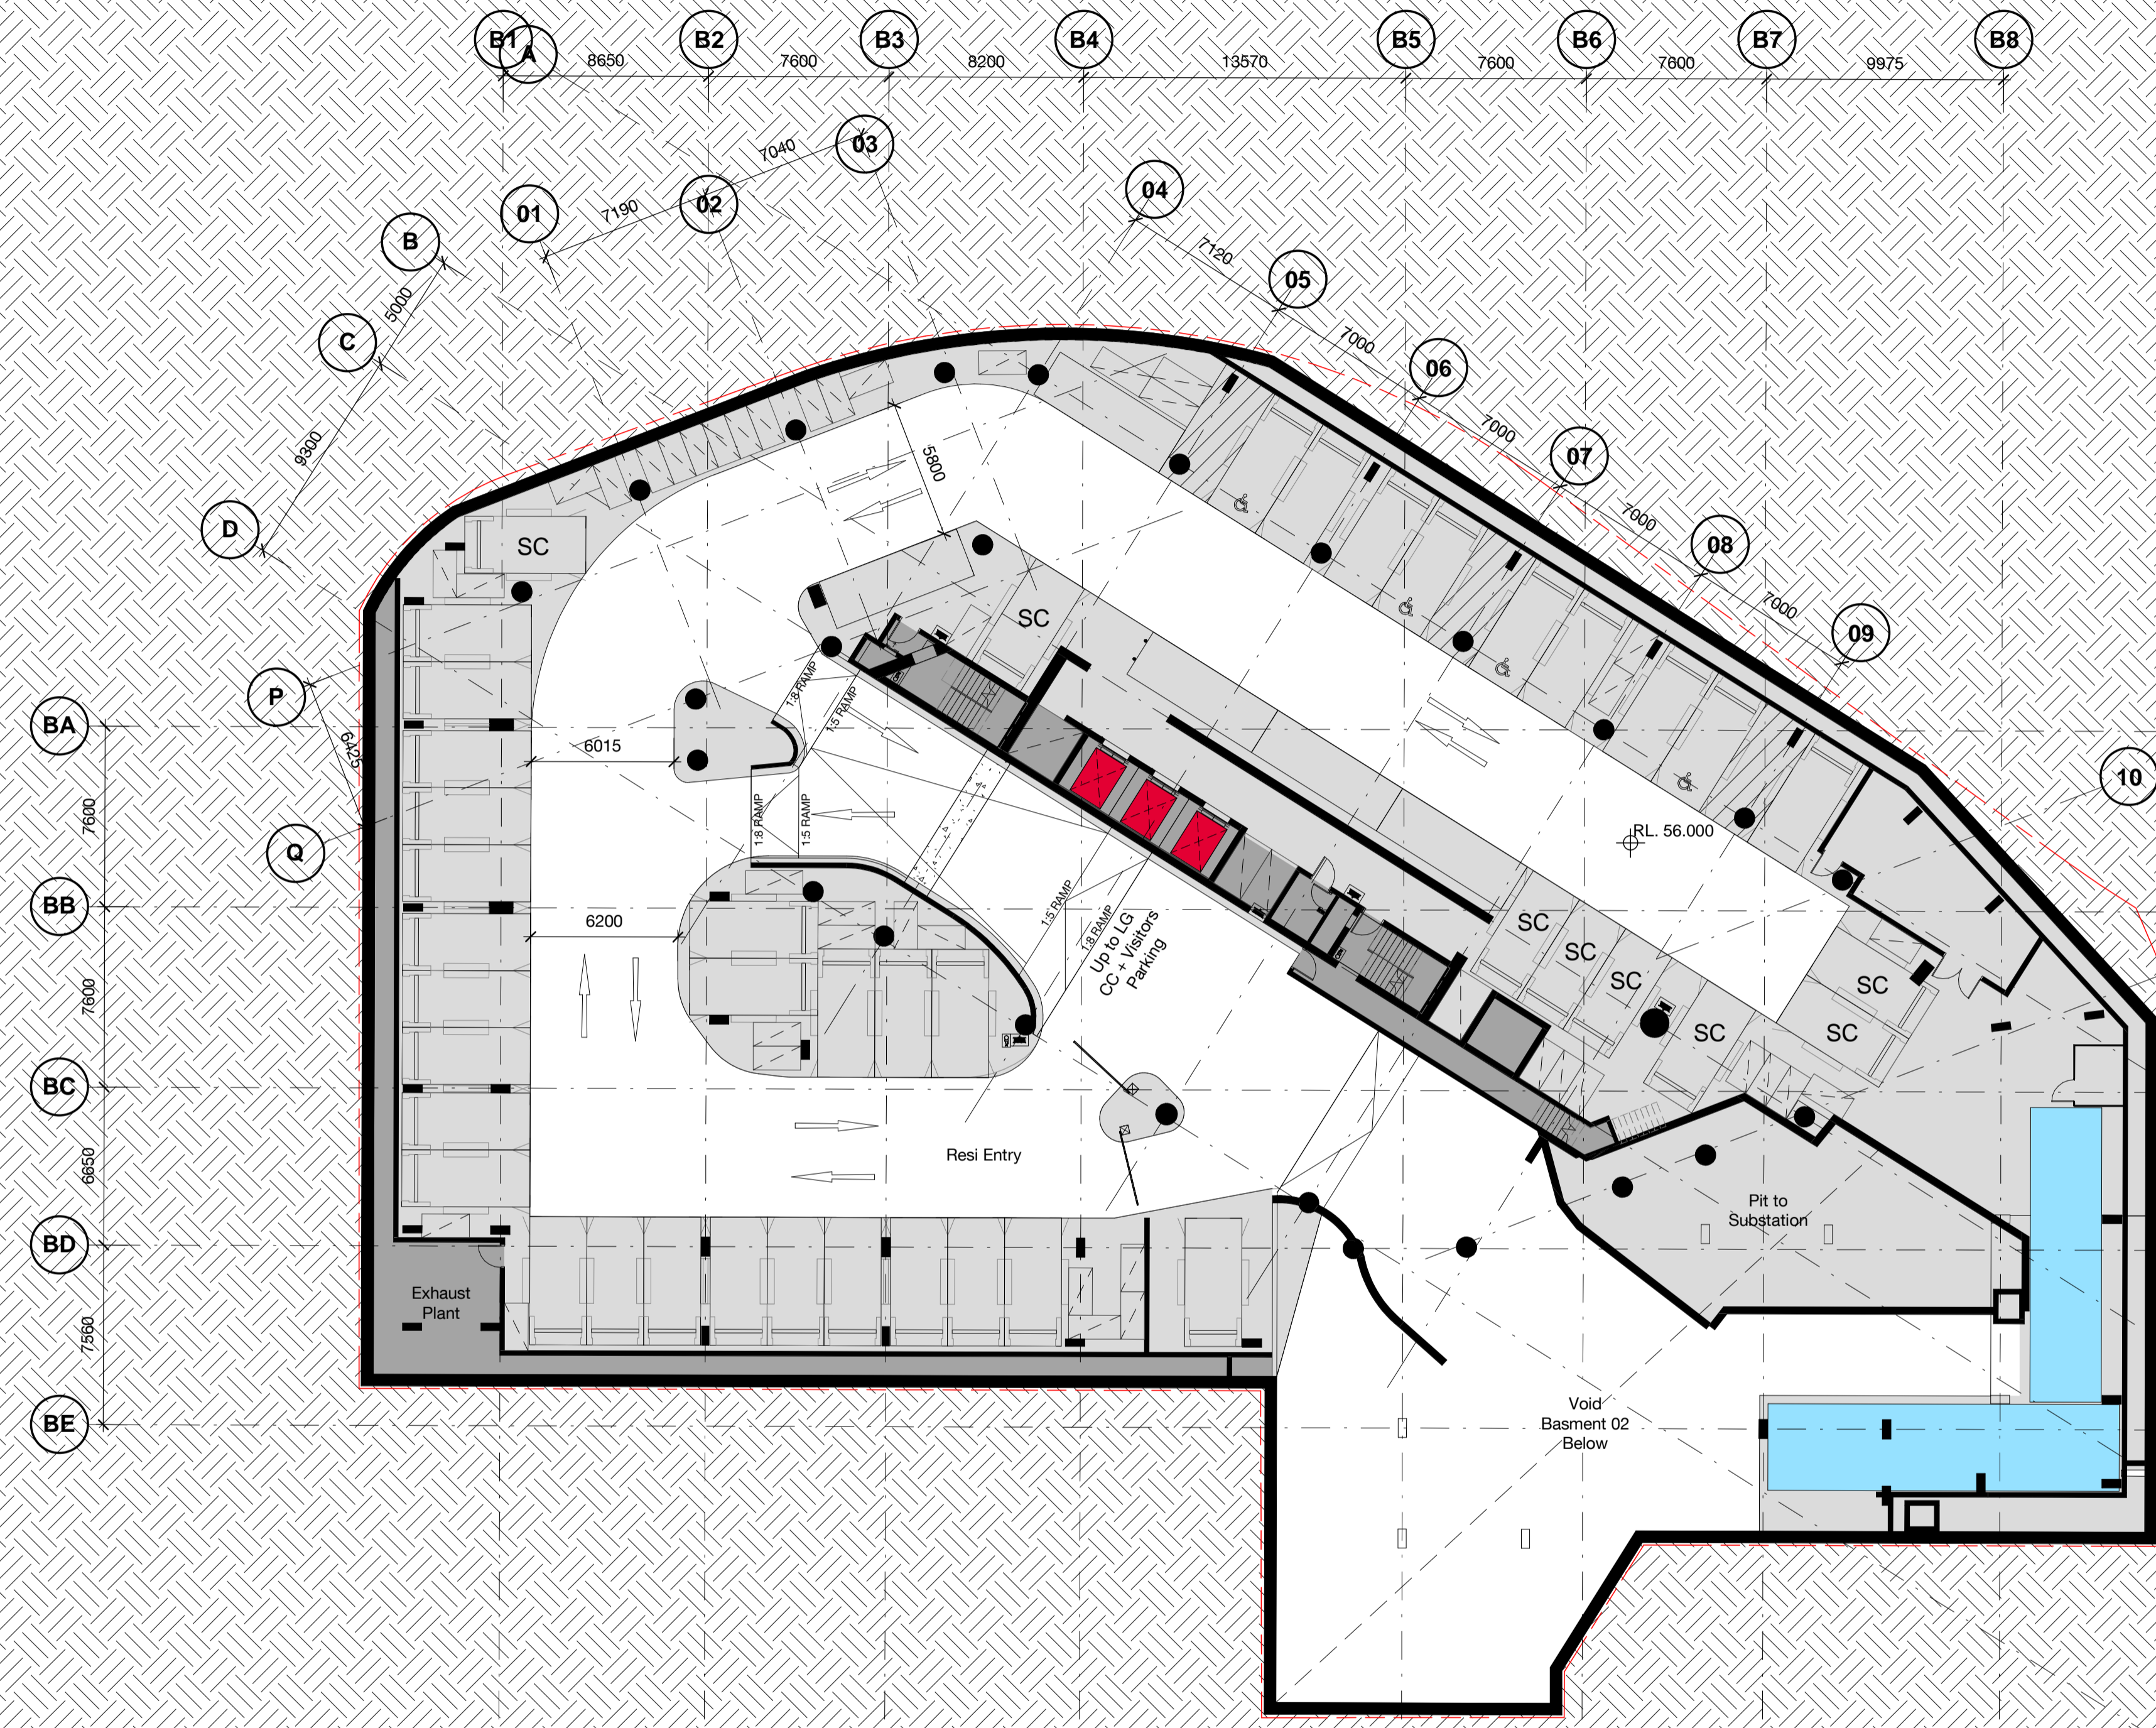 B1
A
B2
B3
B4
B5
B6
B7
B8
8650
7600
8200
13570
7600
7600
9975
03
7040
02
7190
01
04
7120
05
7000
06
7000
07
7000
08
7000
09
10
B
5000
C
9300
D
P
6425
Q
BA
7600
BB
7600
BC
6650
BD
7560
BE
5800
SC
SC
1:8 RAMP
1:5 RAMP
6015
1:8 RAMP
1:5 RAMP
RL. 56.000
6200
1:5 RAMP
1:8 RAMP
Up to LG
CC + Visitors
Parking
SC
SC
SC
SC
SC
SC
Resi Entry
Pit to
Substation
Exhaust
Plant
Void
Basment 02
Below